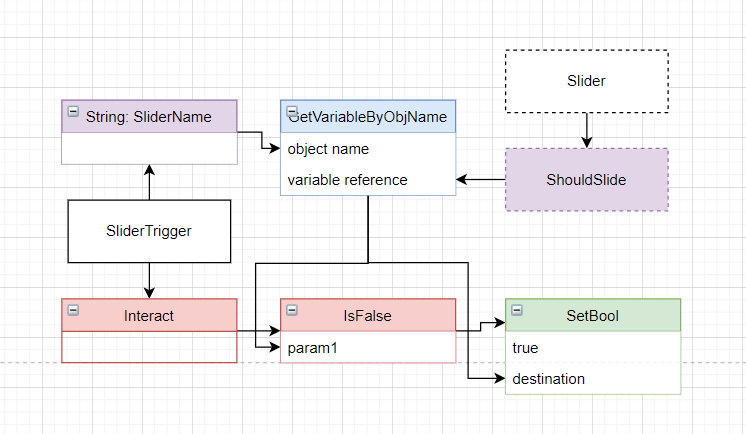 Slider
String: SliderName
GetVariableByObjName
object name
variable reference
ShouldSlide
SliderTrigger
Interact
IsFalse
param1
SetBool
true
destination